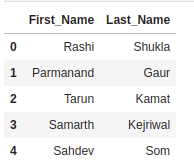 First_Name Last_Name
0 Rashi Shukla
1 Parmanand Gaur
2 Tarun Kamat
3 Samarth Kejriwal
4 Sahdev Som